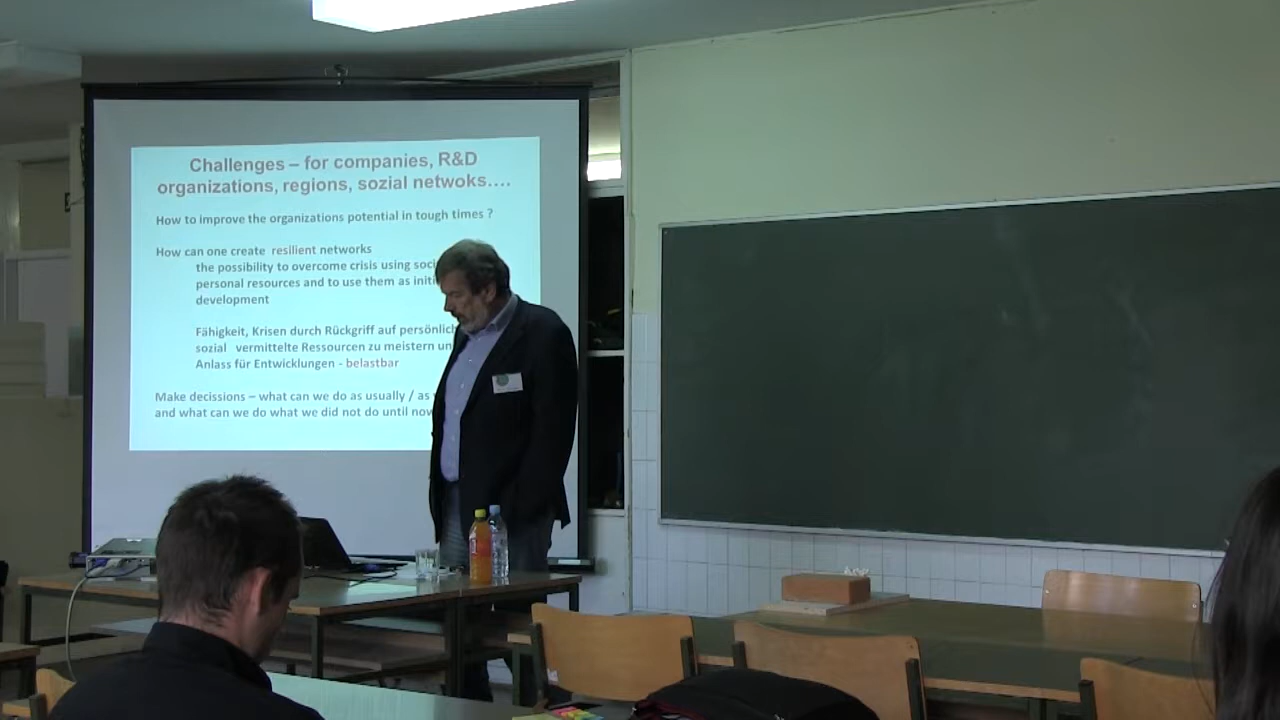 Challenges – for companies, R&D
organizations, regions, sozial netwoks….
How to improve the organizations potential in tough times ?
How can one create resilient networks
the possibility to overcome crisis using
personal resources and to use them as
development
Fähigkeit, Krisen durch Rückgriff auf
sozial vermittelte Ressourcen zu meistern
Anlass für Entwicklungen - belastbar
Make decissions – what can we do as usually / as
and what can we do what we did not do until now